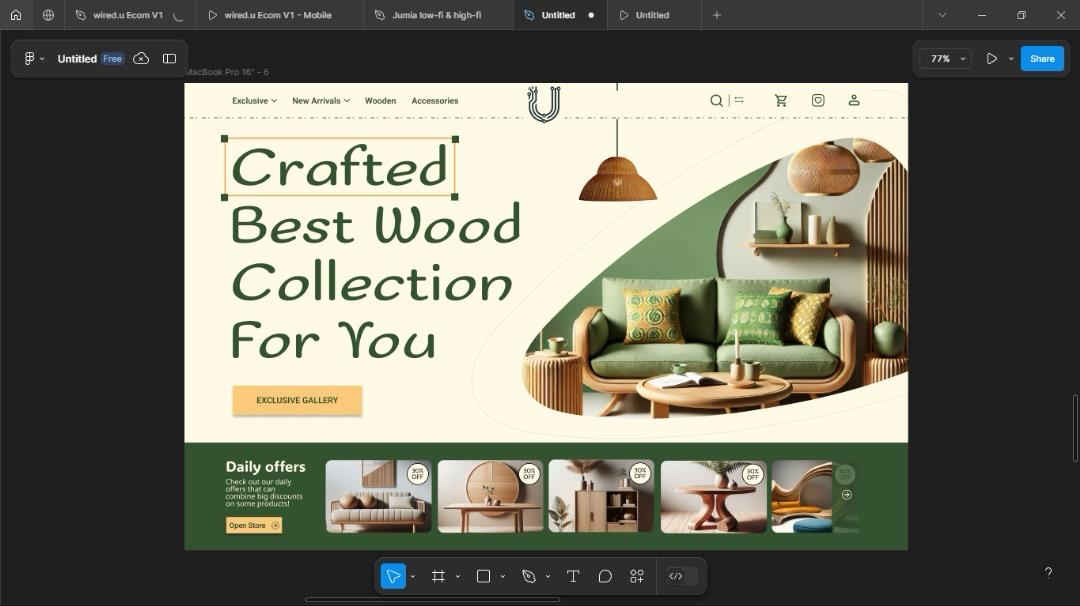 wired.u Ecom V1
wired.u Ecom V1 - Mobile
Jumia low-fi & high-fi
Untitled
Untitled
Untitled Free
77%
Share
MacBook Pro 16" - 6
Exclusive
New Arrivals
Wooden
Accessories
Crafted
Best Wood
Collection
For You
EXCLUSIVE GALLERY
Daily offers
Check out our daily
offers that can
combine big discounts
on some products!
Open Store
30%
OFF
30%
OFF
30%
OFF
30%
OFF
30%
OFF